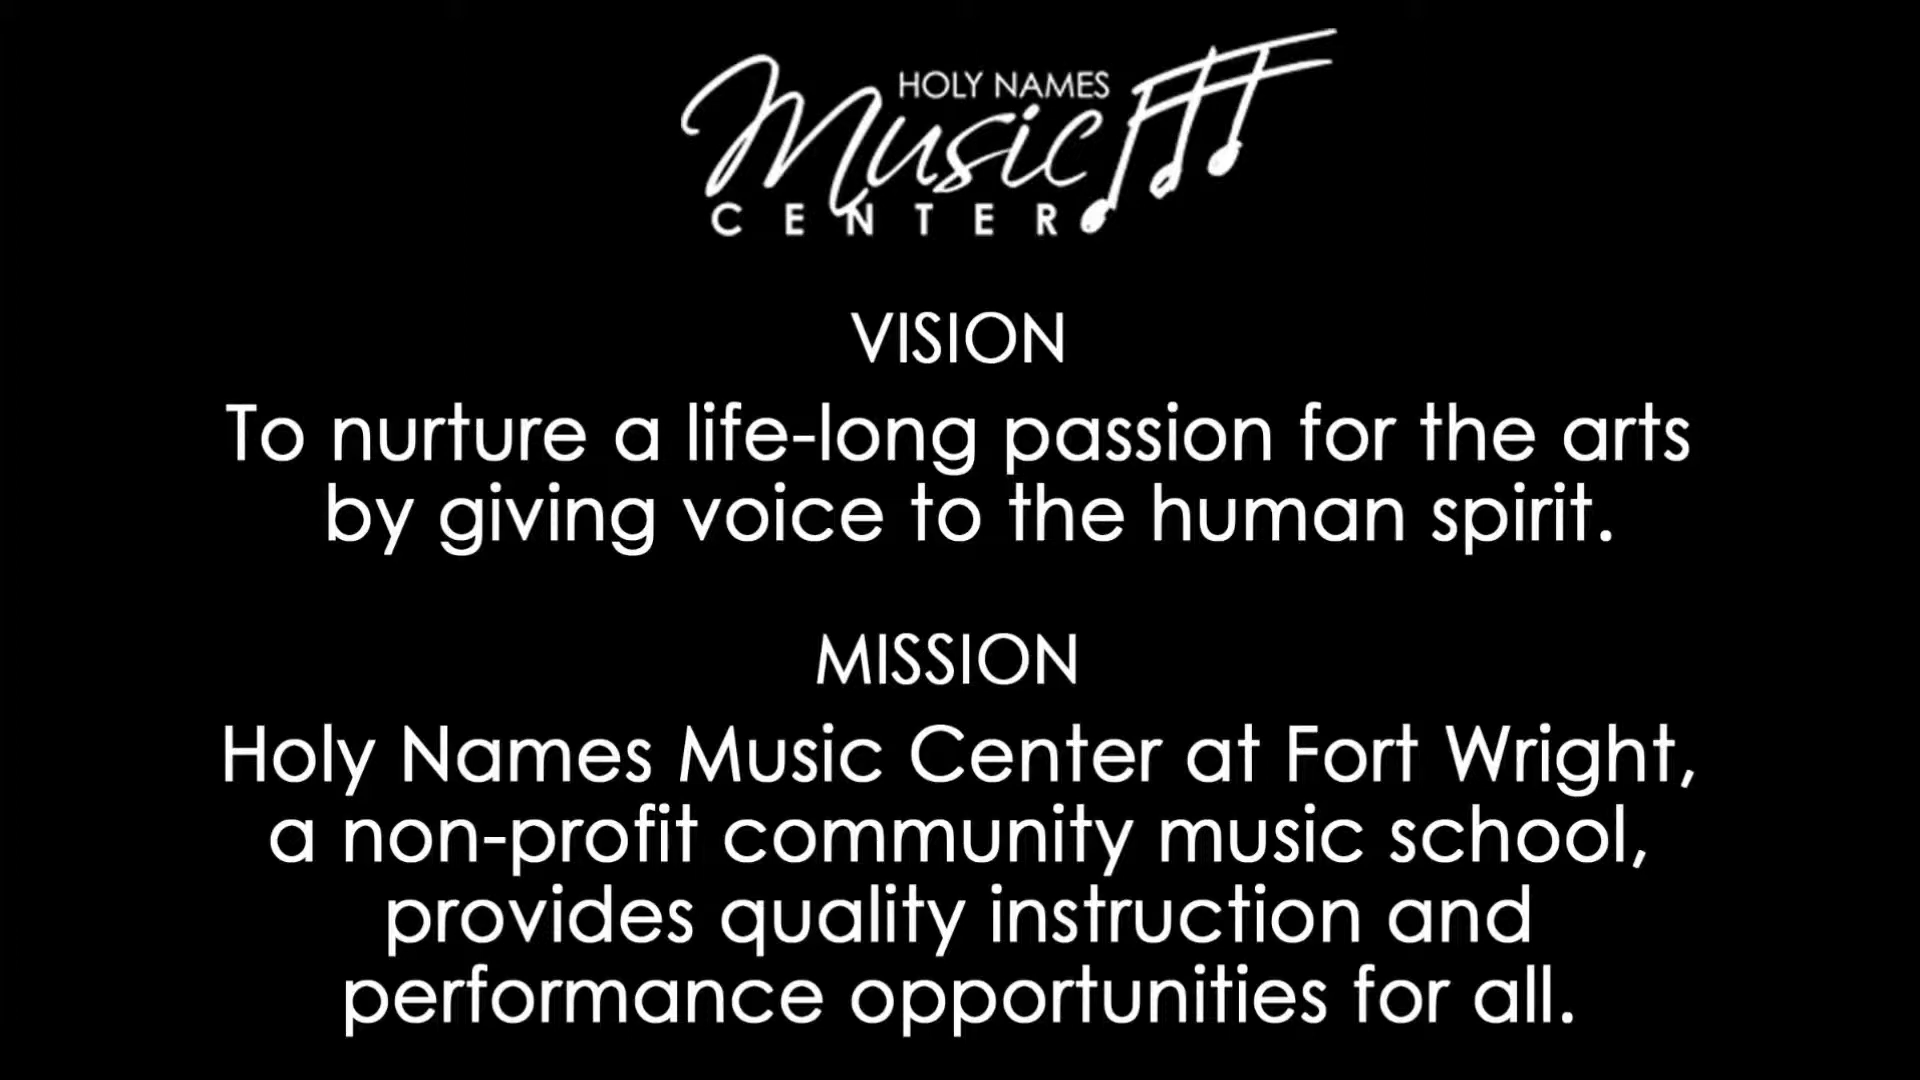 HOLY NAMES
Music
CENTER
VISION
To nurture a life-long passion for the arts
by giving voice to the human spirit.
MISSION
Holy Names Music Center at Fort Wright,
a non-profit community music school,
provides quality instruction and
performance opportunities for all.